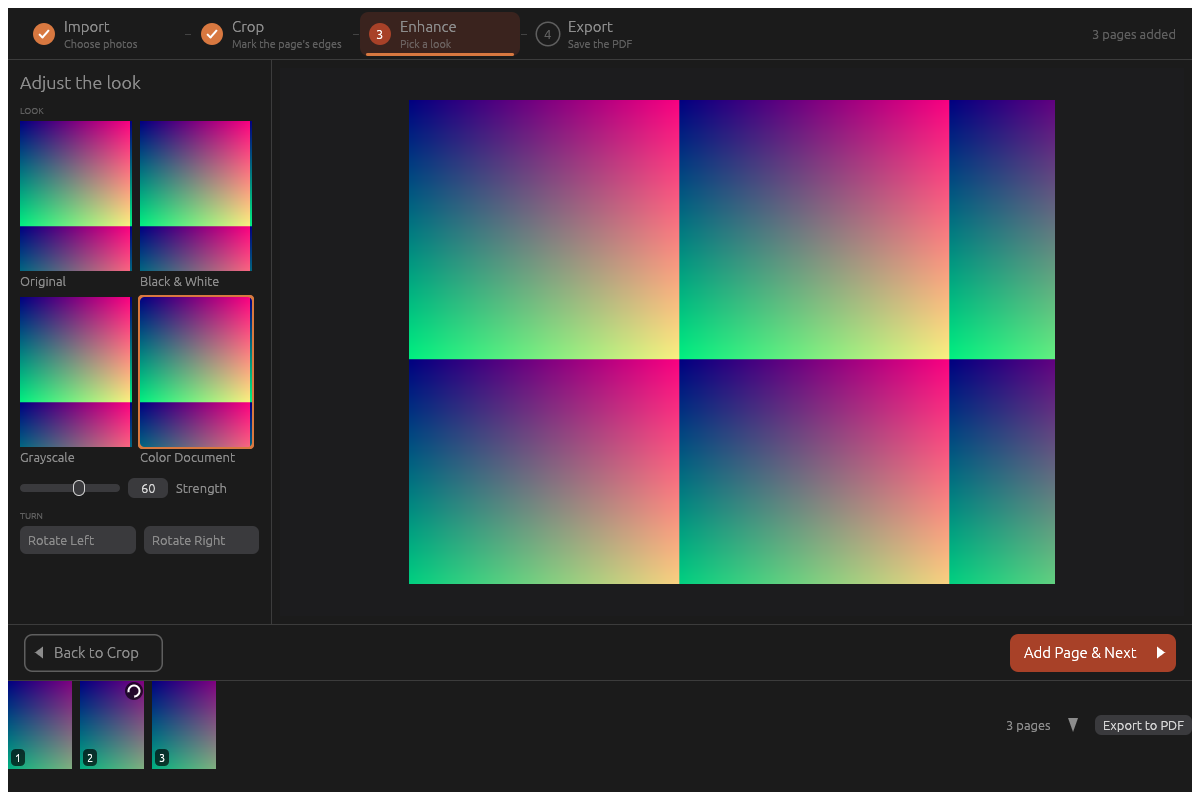 Import
Choose photos
Crop
Mark the page's edges
3
Enhance
Pick a look
4
Export
Save the PDF
3 pages added
Adjust the look
LOOK
Original
Black & White
Grayscale
Color Document
60
Strength
TURN
Rotate Left
Rotate Right
Back to Crop
Add Page & Next
1
2
3
3 pages
Export to PDF